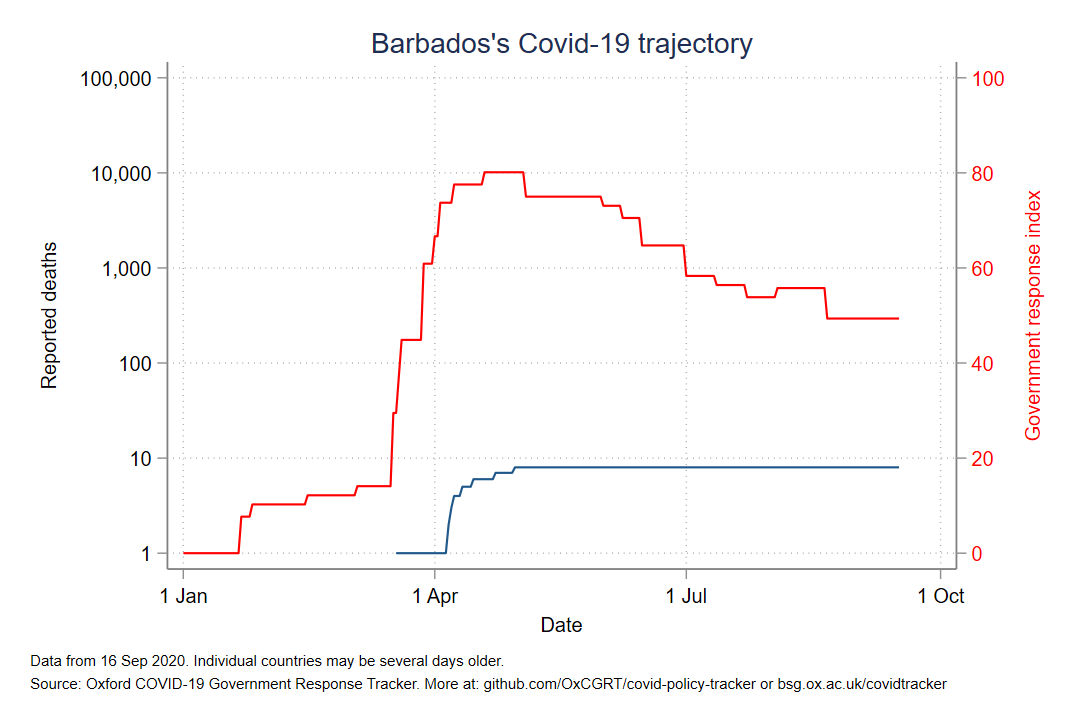 Barbados's Covid-19 trajectory
100,000
10,000
1,000
100
10
1
Reported deaths
100
80
60
40
20
0
Government response index
1 Jan
1 Apr
1 Jul
1 Oct
Date
Data from 16 Sep 2020. Individual countries may be several days older.
Source: Oxford COVID-19 Government Response Tracker. More at: github.com/OxCGRT/covid-policy-tracker or bsg.ox.ac.uk/covidtracker